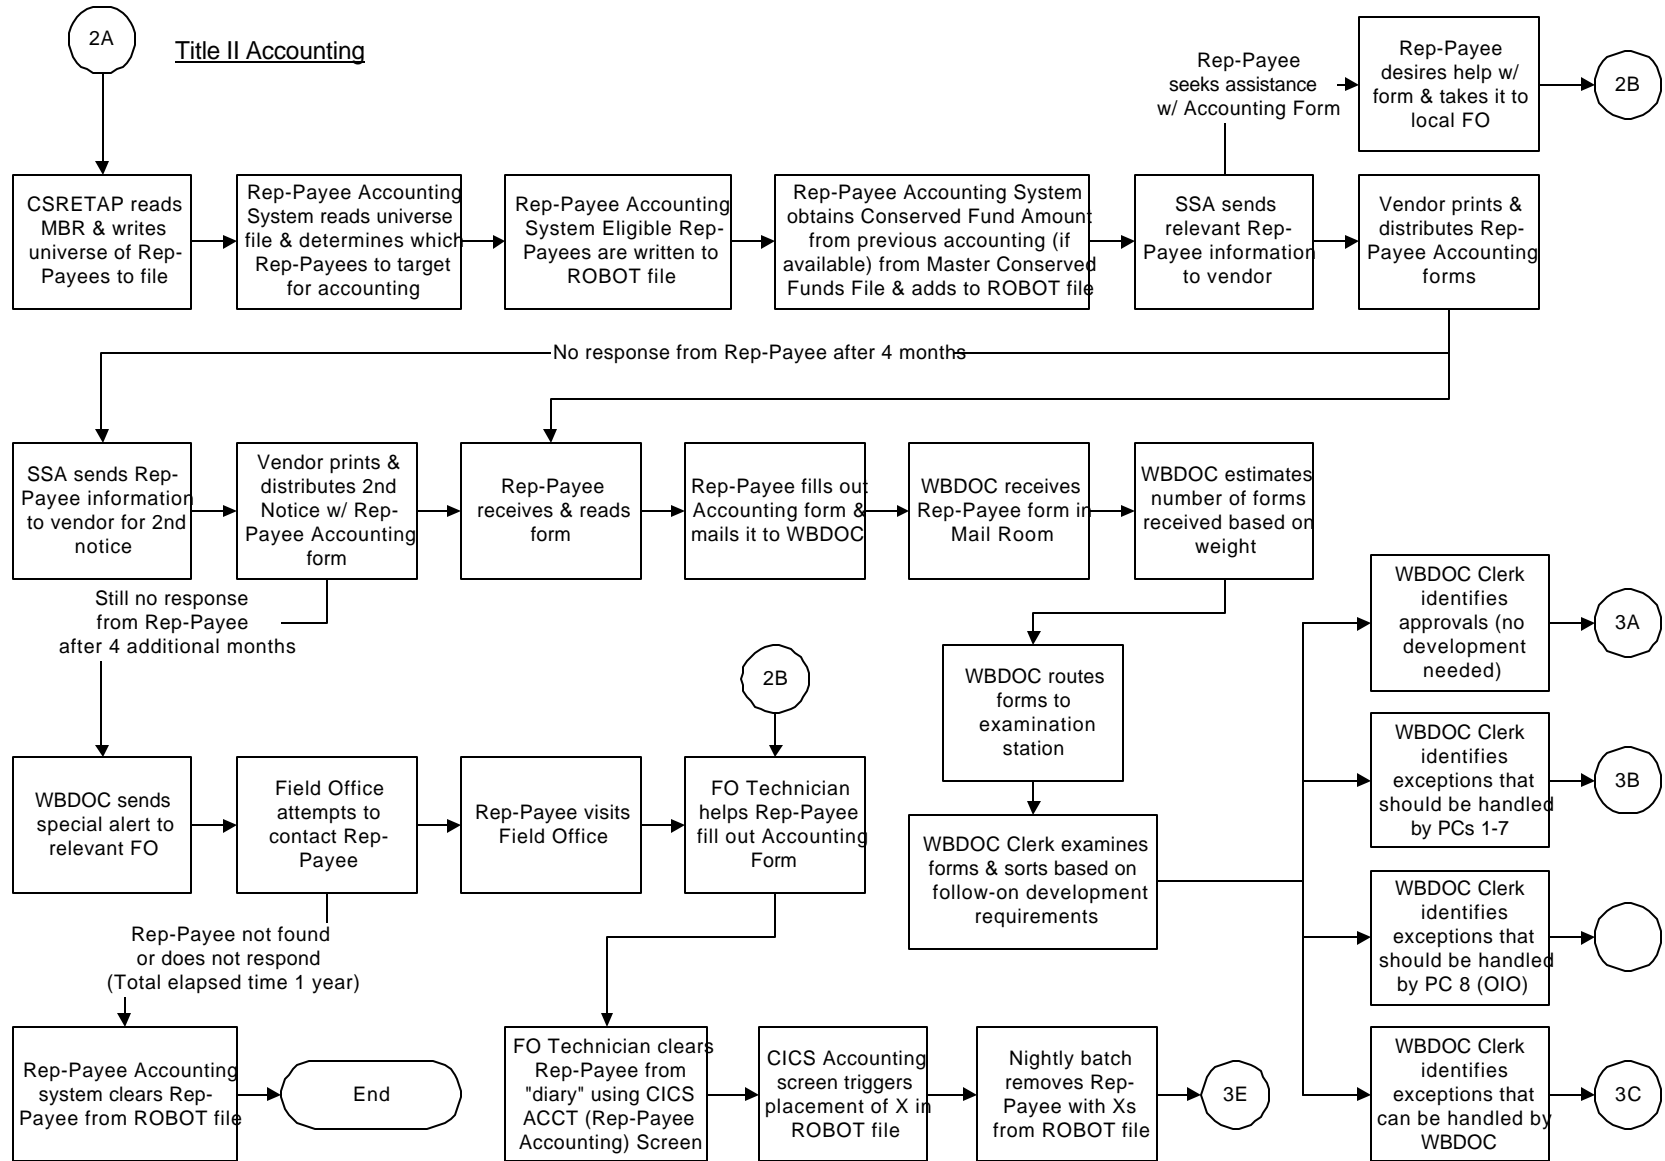 2A
Title II Accounting
Rep-Payee
seeks assistance
w/ Accounting Form
Rep-Payee
desires help w/
form & takes it to
local FO
2B
CSRETAP reads
MBR & writes
universe of Rep-
Payees to file
Rep-Payee Accounting
System reads universe
file & determines which
Rep-Payees to target
for accounting
Rep-Payee Accounting
System Eligible Rep-
Payees are written to
ROBOT file
Rep-Payee Accounting System
obtains Conserved Fund Amount
from previous accounting (if
available) from Master Conserved
Funds File & adds to ROBOT file
SSA sends
relevant Rep-
Payee information
to vendor
Vendor prints &
distributes Rep-
Payee Accounting
forms
No response from Rep-Payee after 4 months
SSA sends Rep-
Payee information
to vendor for 2nd
notice
Vendor prints &
distributes 2nd
Notice w/ Rep-
Payee Accounting
form
Rep-Payee
receives & reads
form
Rep-Payee fills out
Accounting form &
mails it to WBDOC
WBDOC receives
Rep-Payee form in
Mail Room
WBDOC estimates
number of forms
received based on
weight
Still no response
from Rep-Payee
after 4 additional months
2B
WBDOC routes
forms to
examination
station
WBDOC Clerk
identifies
approvals (no
development
needed)
3A
WBDOC Clerk
identifies
exceptions that
should be handled
by PCs 1-7
3B
WBDOC sends
special alert to
relevant FO
Field Office
attempts to
contact Rep-
Payee
Rep-Payee visits
Field Office
FO Technician
helps Rep-Payee
fill out Accounting
Form
WBDOC Clerk examines
forms & sorts based on
follow-on development
requirements
WBDOC Clerk
identifies
exceptions that
should be handled
by PC 8 (OIO)
Rep-Payee not found
or does not respond
(Total elapsed time 1 year)
Rep-Payee Accounting
system clears Rep-
Payee from ROBOT file
End
FO Technician clears
Rep-Payee from
"diary" using CICS
ACCT (Rep-Payee
Accounting) Screen
CICS Accounting
screen triggers
placement of X in
ROBOT file
Nightly batch
removes Rep-
Payee with Xs
from ROBOT file
3E
WBDOC Clerk
identifies
exceptions that
can be handled by
WBDOC
3C